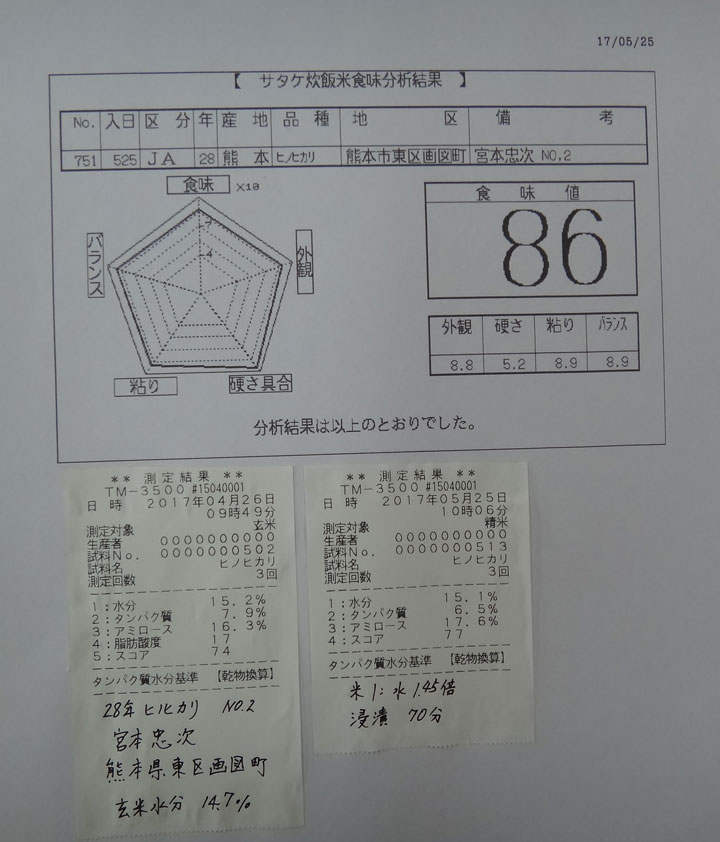 17/05/25
【 サタケ炊飯米食味分析結果 】
No. 入日 区分 年 産地 品種 地区 備考
751 525 JA 28 熊本 ヒノヒカリ 熊本市東区画図町 宮本忠次 NO,2
食味 ×10
7
4
バランス
外観
粘り
硬さ具合
食味値
86
外観 硬さ 粘り バランス
8.8 5.2 8.9 8.9
分析結果は以上のとおりでした。
** 測定結果 **
TM-3500 #15040001
日 時 2017年04月26日
09時49分
測定対象 玄米
生産者 0000000000
試料No. 0000000502
試料名 ヒノヒカリ
測定回数 3回
1:水分 15.2%
2:タンパク質 7.9%
3:アミロース 16.3%
4:脂肪酸度 17
5:スコア 74
タンパク質水分基準 【乾物換算】
28年 ヒノヒカリ NO.2
宮本忠次
熊本県東区画図町
玄米水分 14.7%
** 測定結果 **
TM-3500 #15040001
日 時 2017年05月25日
10時06分
測定対象 精米
生産者 0000000000
試料No. 0000000513
試料名 ヒノヒカリ
測定回数 3回
1:水分 15.1%
2:タンパク質 6.5%
3:アミロース 17.6%
4:スコア 77
タンパク質水分基準 【乾物換算】
米1:水1.45倍
浸漬 70分